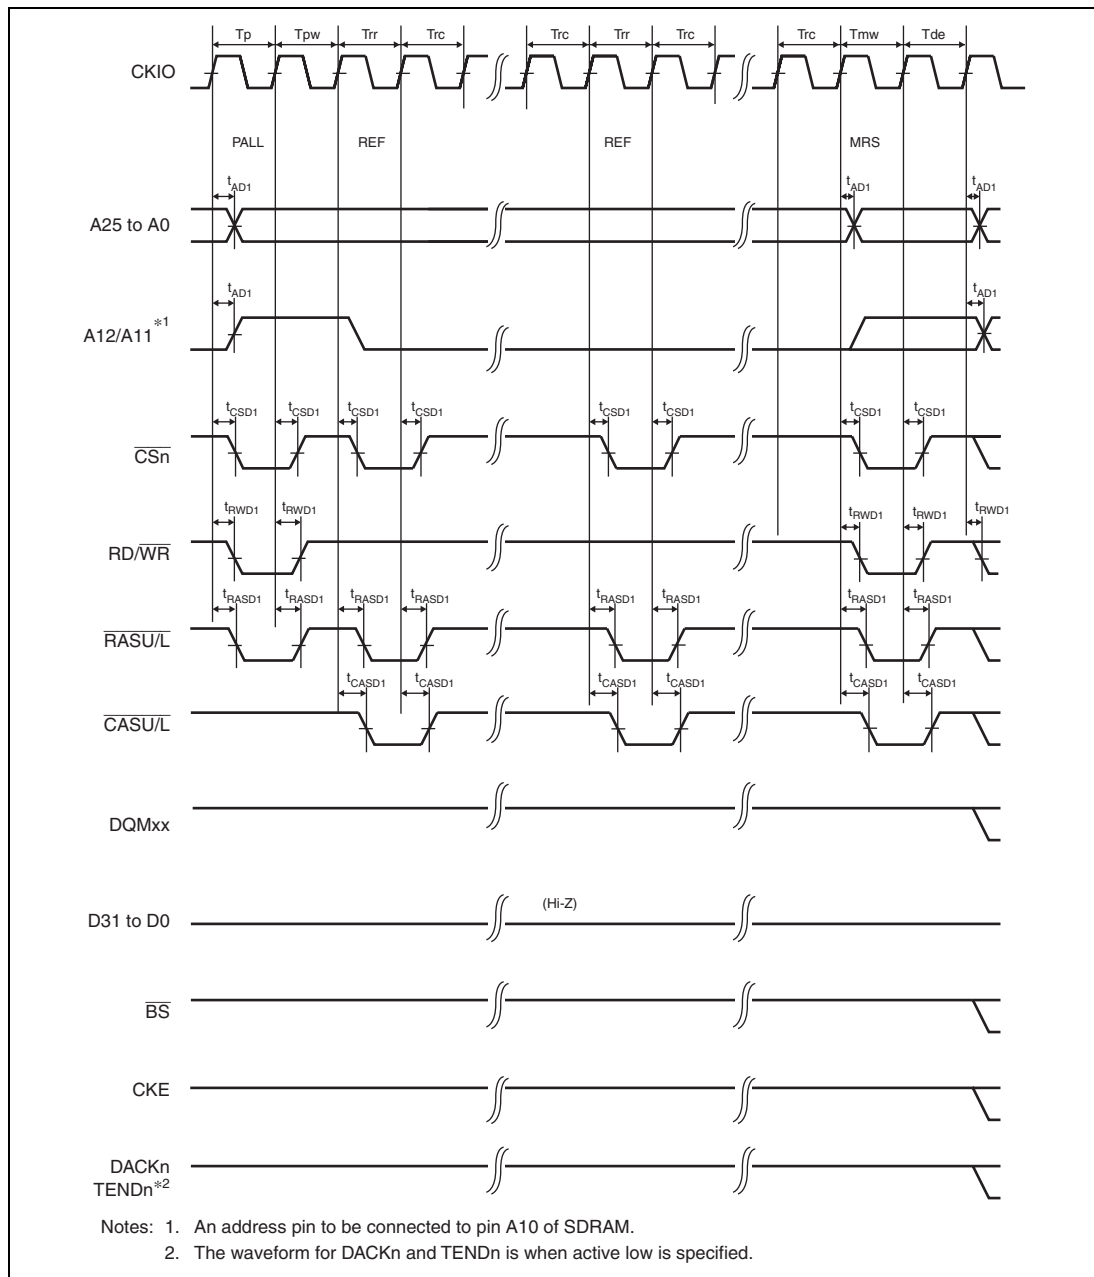 Tp Tpw Trr Trc Trc Trr Trc Trc Tmw Tde
CKIO
PALL REF REF MRS
tAD1 tAD1 tAD1
A25 to A0
tAD1 tAD1
A12/A11*1
tCSD1 tCSD1 tCSD1 tCSD1 tCSD1 tCSD1 tCSD1 tCSD1
CSn
tRWD1 tRWD1 tRWD1 tRWD1 tRWD1
RD/WR
tRASD1 tRASD1 tRASD1 tRASD1 tRASD1 tRASD1 tRASD1 tRASD1
RASU/L
tCASD1 tCASD1 tCASD1 tCASD1 tCASD1 tCASD1
CASU/L
DQMxx
(Hi-Z)
D31 to D0
BS
CKE
DACKn
TENDn*2
Notes: 1. An address pin to be connected to pin A10 of SDRAM.
2. The waveform for DACKn and TENDn is when active low is specified.